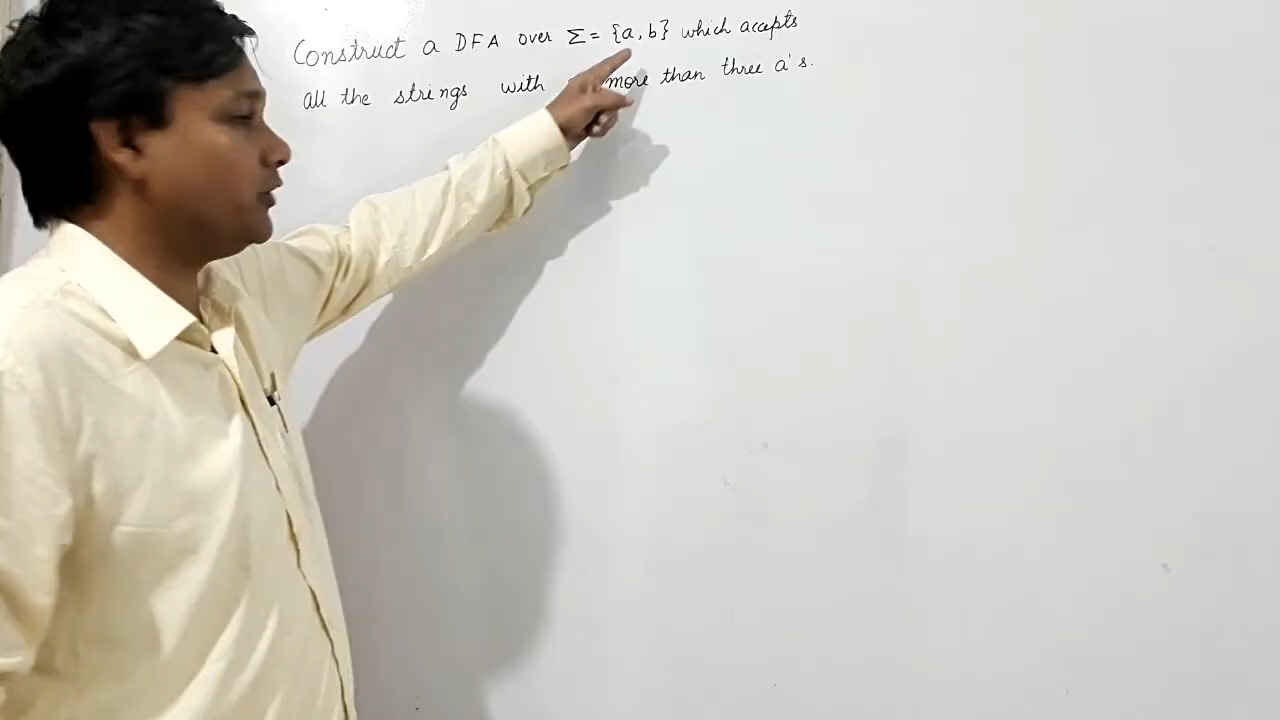 Construct a DFA over Σ = {a, b} which accepts
all the strings with more than three a's.